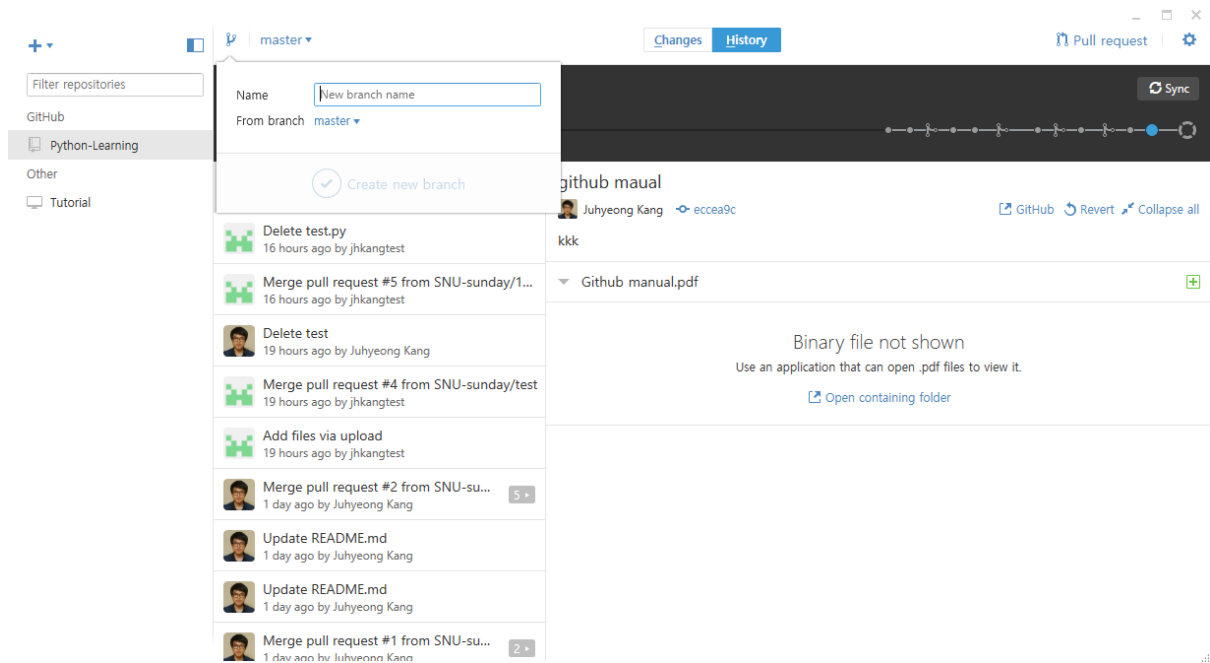 master
Changes
History
Pull request
Filter repositories
GitHub
Python-Learning
Other
Tutorial
Name
New branch name
From branch master
Create new branch
Sync
github maual
Juhyeong Kang eccea9c
GitHub Revert Collapse all
kkk
Github manual.pdf
Binary file not shown
Use an application that can open .pdf files to view it.
Open containing folder
Delete test.py
16 hours ago by jhkangtest
Merge pull request #5 from SNU-sunday/1...
16 hours ago by jhkangtest
Delete test
19 hours ago by Juhyeong Kang
Merge pull request #4 from SNU-sunday/test
19 hours ago by jhkangtest
Add files via upload
19 hours ago by jhkangtest
Merge pull request #2 from SNU-su...
5
1 day ago by Juhyeong Kang
Update README.md
1 day ago by Juhyeong Kang
Update README.md
1 day ago by Juhyeong Kang
Merge pull request #1 from SNU-su...
2
1 day ago by Juhyeong Kang